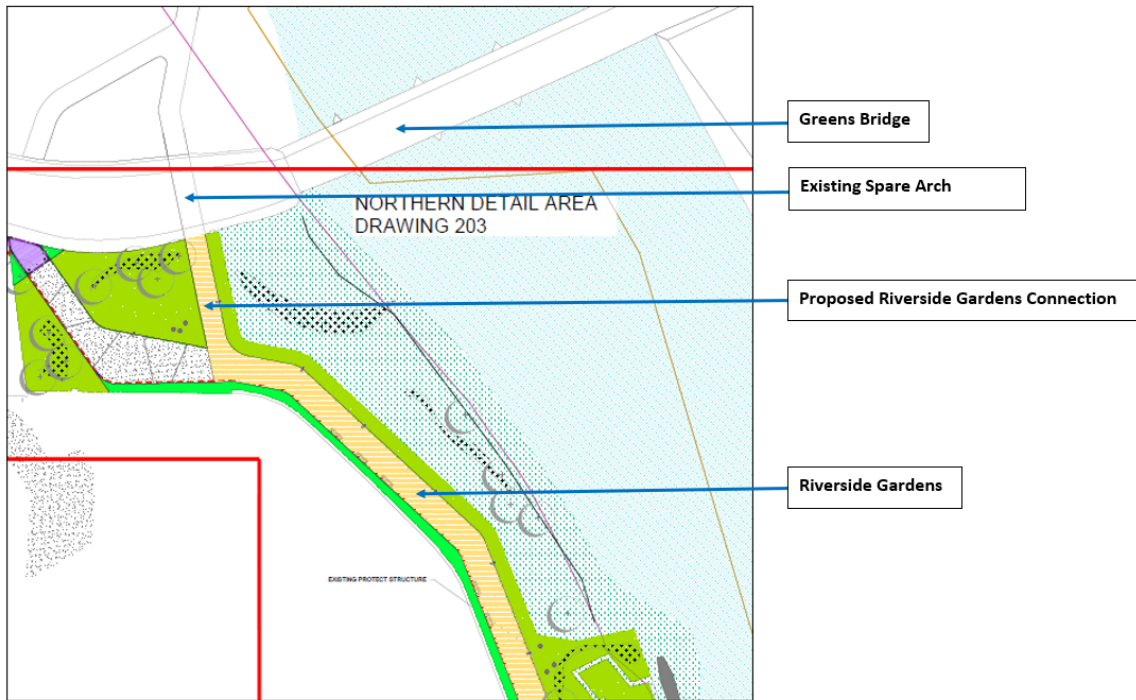 Greens Bridge
Existing Spare Arch
NORTHERN DETAIL AREA
DRAWING 203
Proposed Riverside Gardens Connection
Riverside Gardens
EXISTING PROTECT STRUCTURE